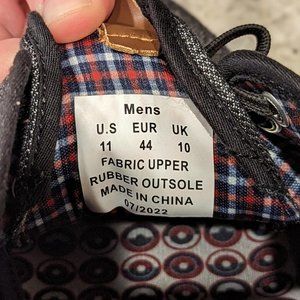 Mens
U.S EUR UK
11 44 10
FABRIC UPPER
RUBBER OUTSOLE
MADE IN CHINA
07/2022